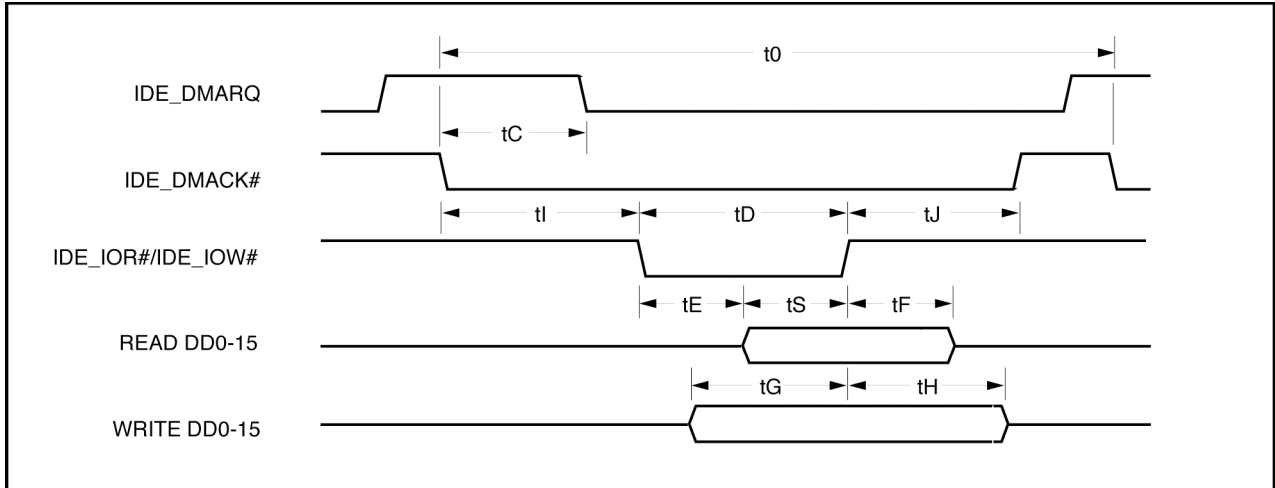 t0
IDE_DMARQ
tC
IDE_DMACK#
tI tD tJ
IDE_IOR#/IDE_IOW#
tE tS tF
READ DD0-15
tG tH
WRITE DD0-15